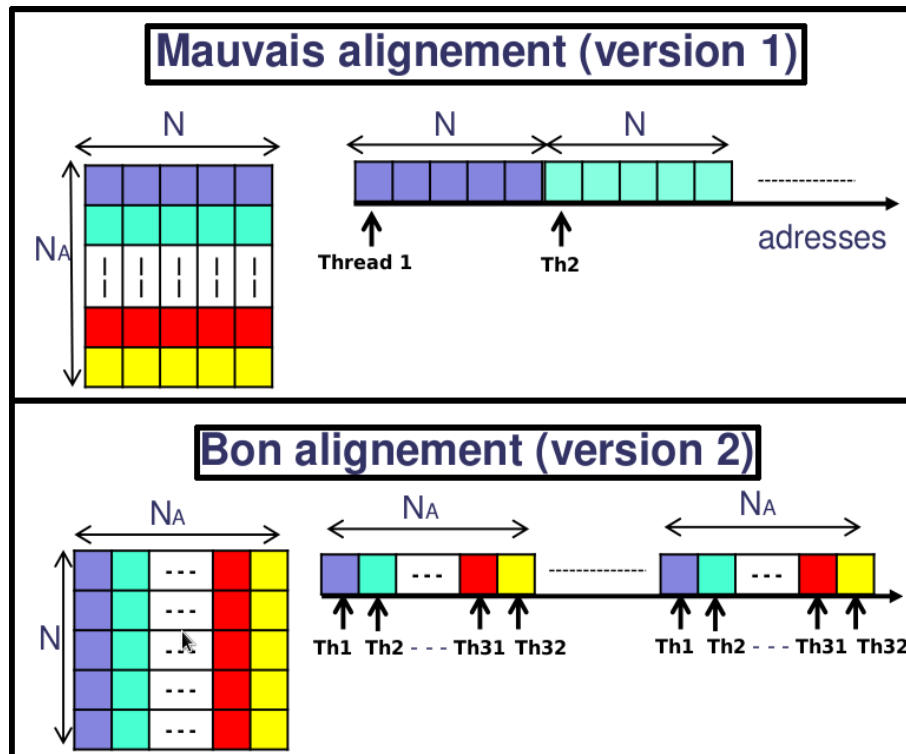 Mauvais alignement (version 1)
N
N N
NA
adresses
Thread 1 Th2
Bon alignement (version 2)
NA
NA NA
N
Th1 Th2 - - - Th31 Th32 Th1 Th2 - - - Th31 Th32